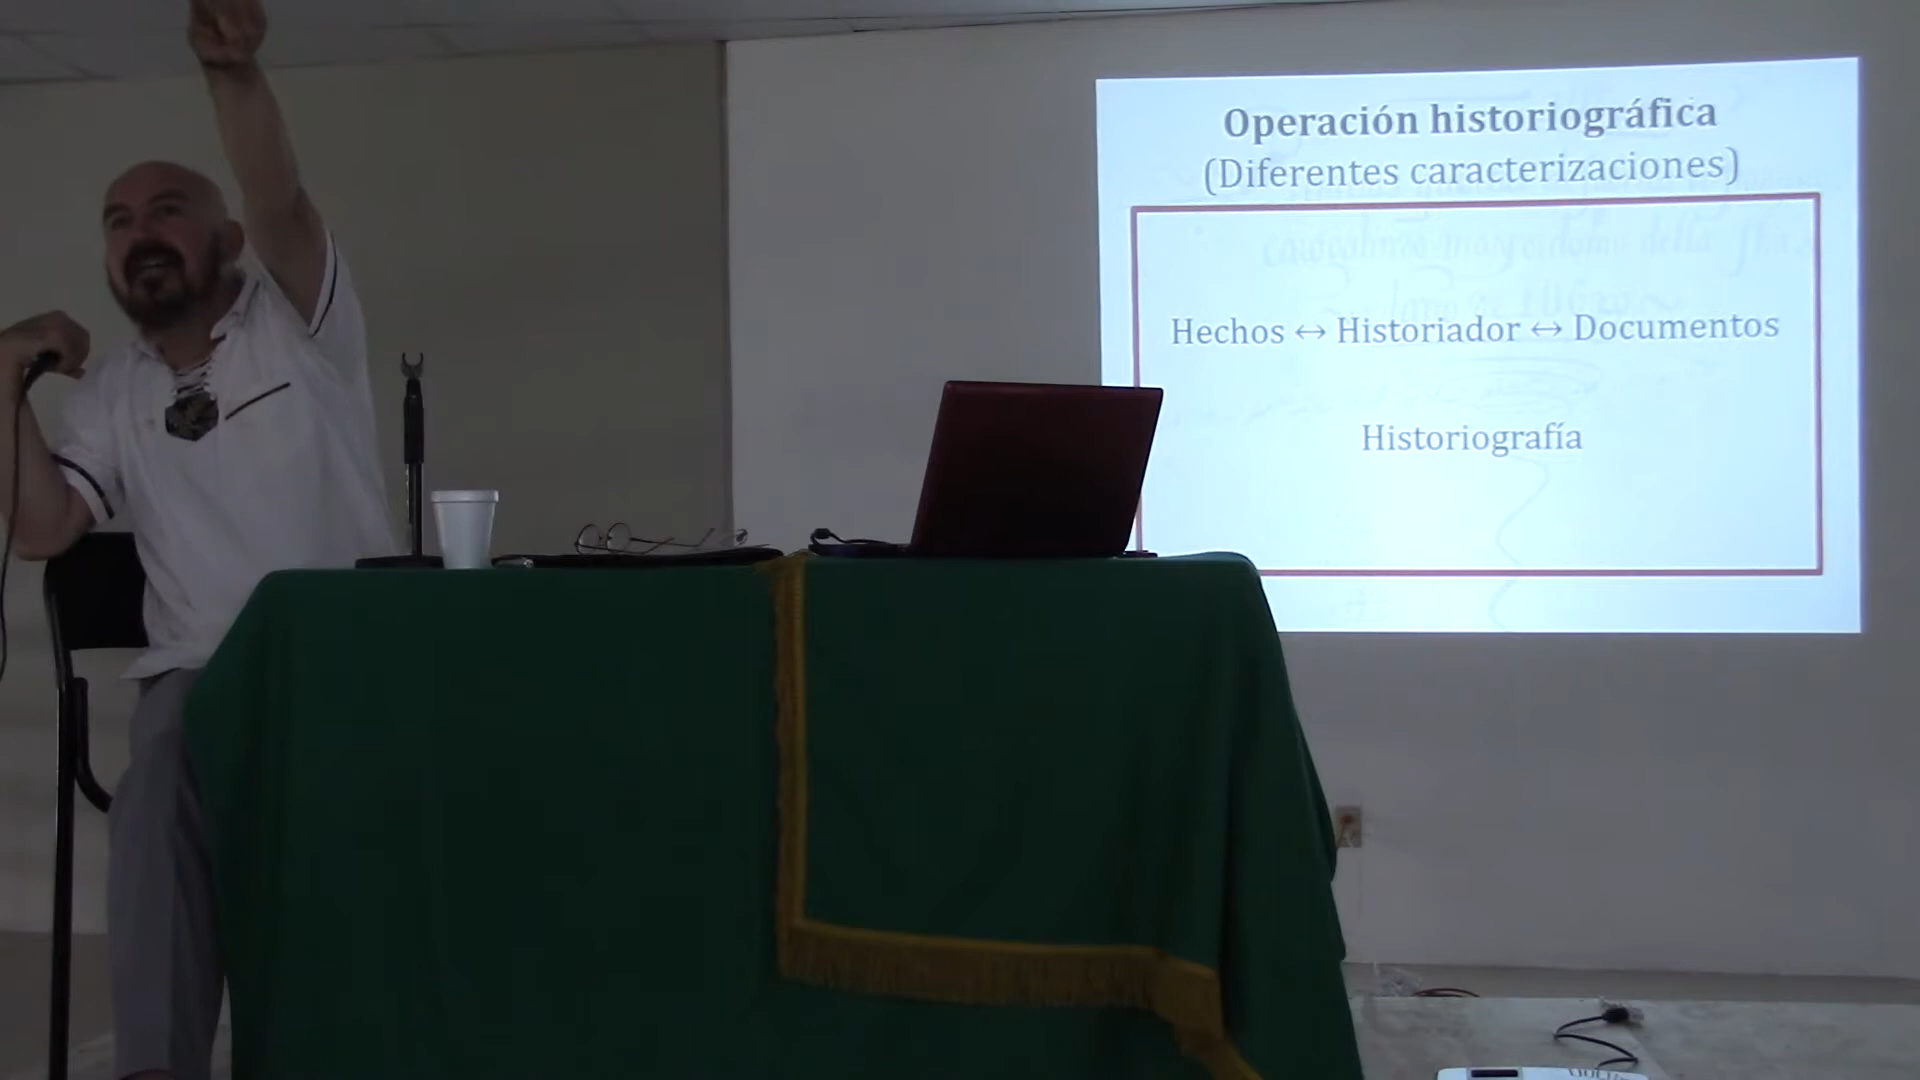 Operación historiográfica
(Diferentes caracterizaciones)
Hechos ↔ Historiador ↔ Documentos
Historiografía